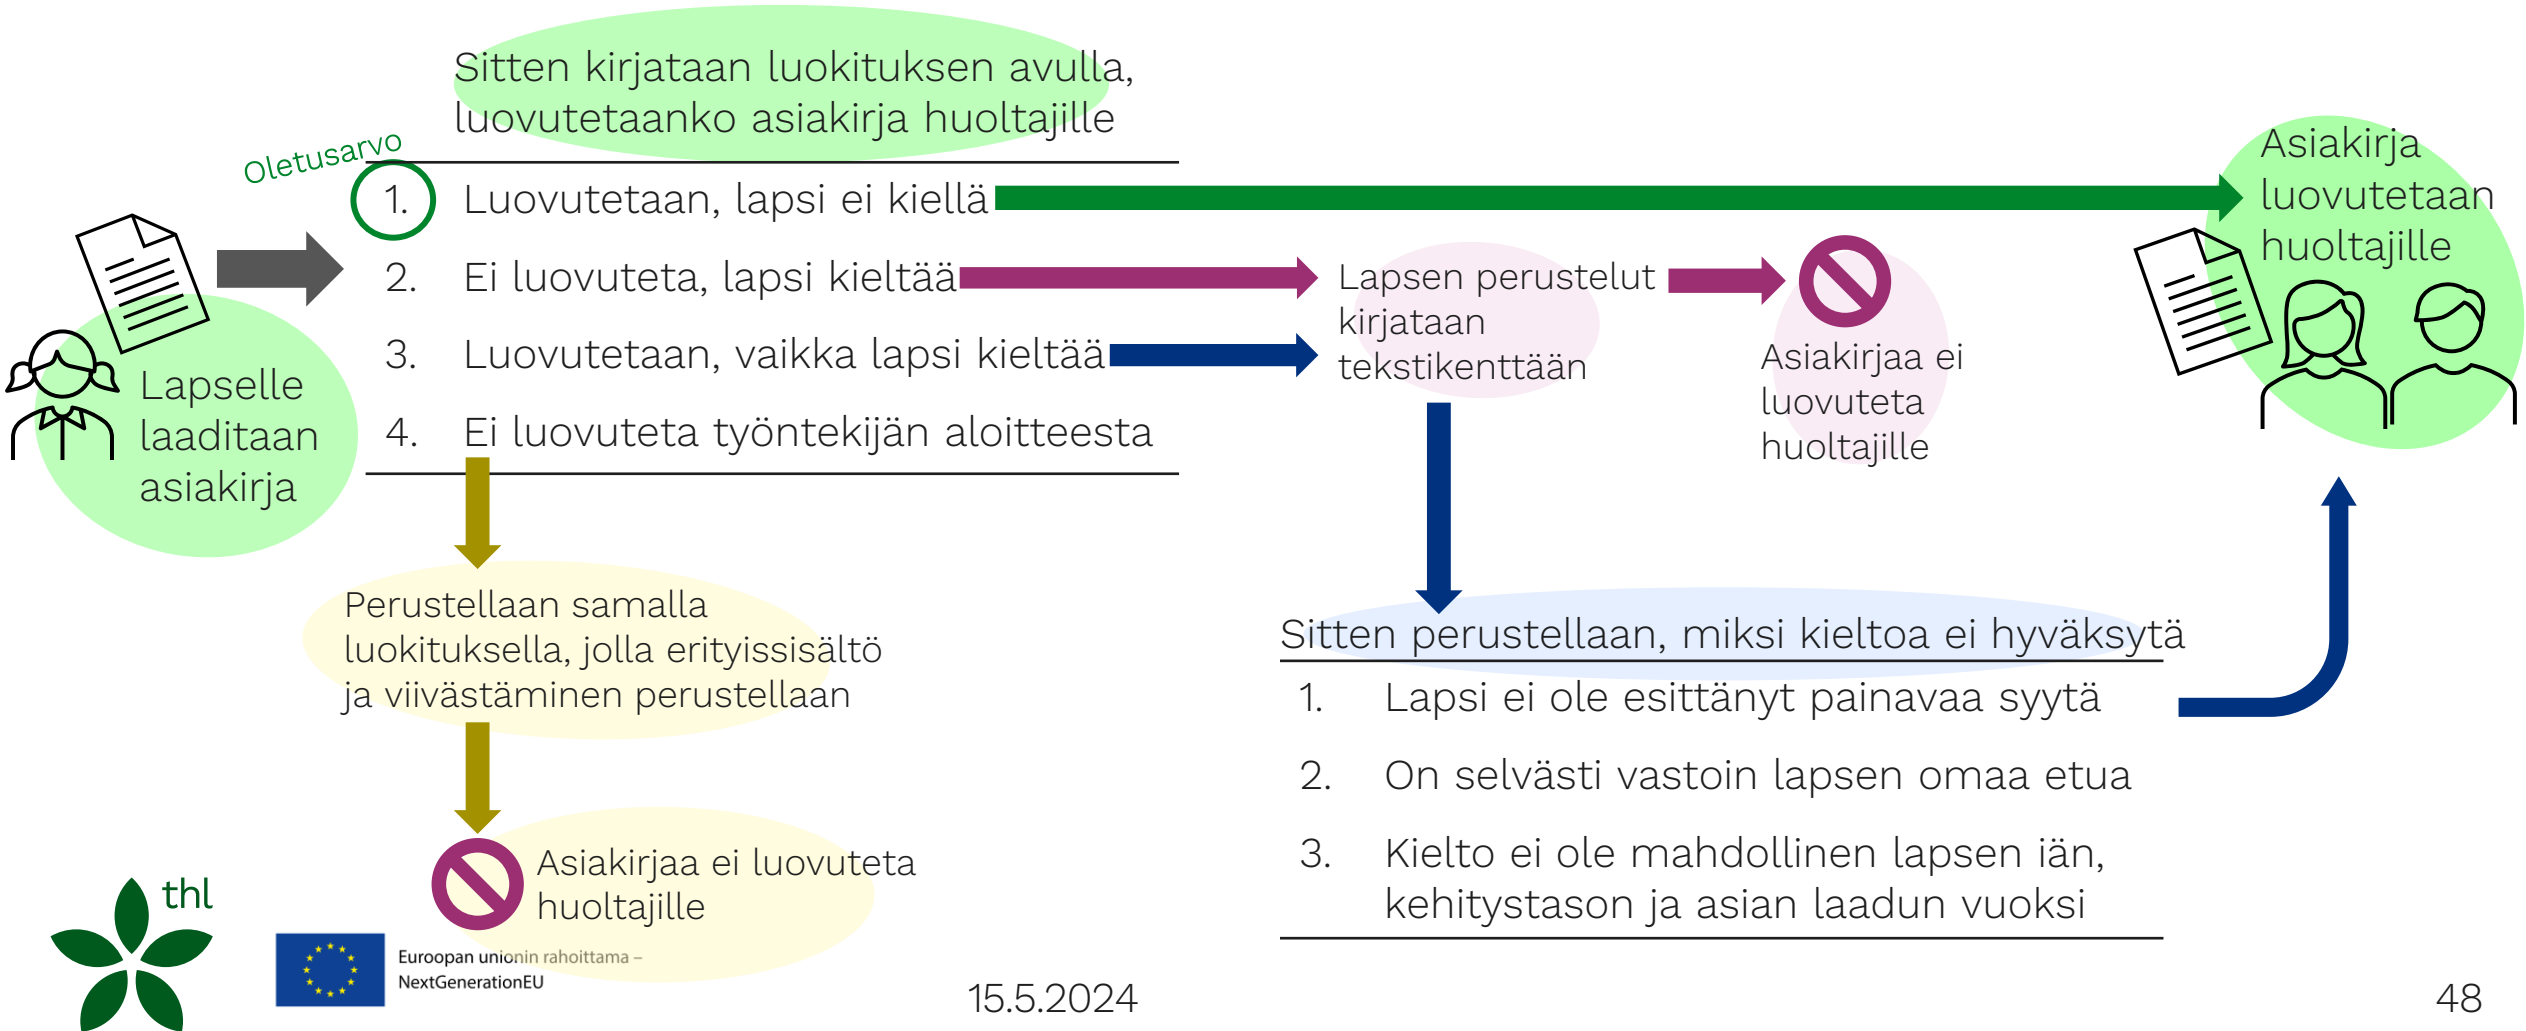 Sitten kirjataan luokituksen avulla,
luovutetaanko asiakirja huoltajille
Oletusarvo
1. Luovutetaan, lapsi ei kiellä
2. Ei luovuteta, lapsi kieltää
3. Luovutetaan, vaikka lapsi kieltää
4. Ei luovuteta työntekijän aloitteesta
Lapselle
laaditaan
asiakirja
Lapsen perustelut
kirjataan
tekstikenttään
Asiakirjaa ei
luovuteta
huoltajille
Asiakirja
luovutetaan
huoltajille
Perustellaan samalla
luokituksella, jolla erityissisältö
ja viivästäminen perustellaan
Asiakirjaa ei luovuteta
huoltajille
Sitten perustellaan, miksi kieltoa ei hyväksytä
1. Lapsi ei ole esittänyt painavaa syytä
2. On selvästi vastoin lapsen omaa etua
3. Kielto ei ole mahdollinen lapsen iän,
kehitystason ja asian laadun vuoksi
thl
Euroopan unionin rahoittama –
NextGenerationEU
15.5.2024
48